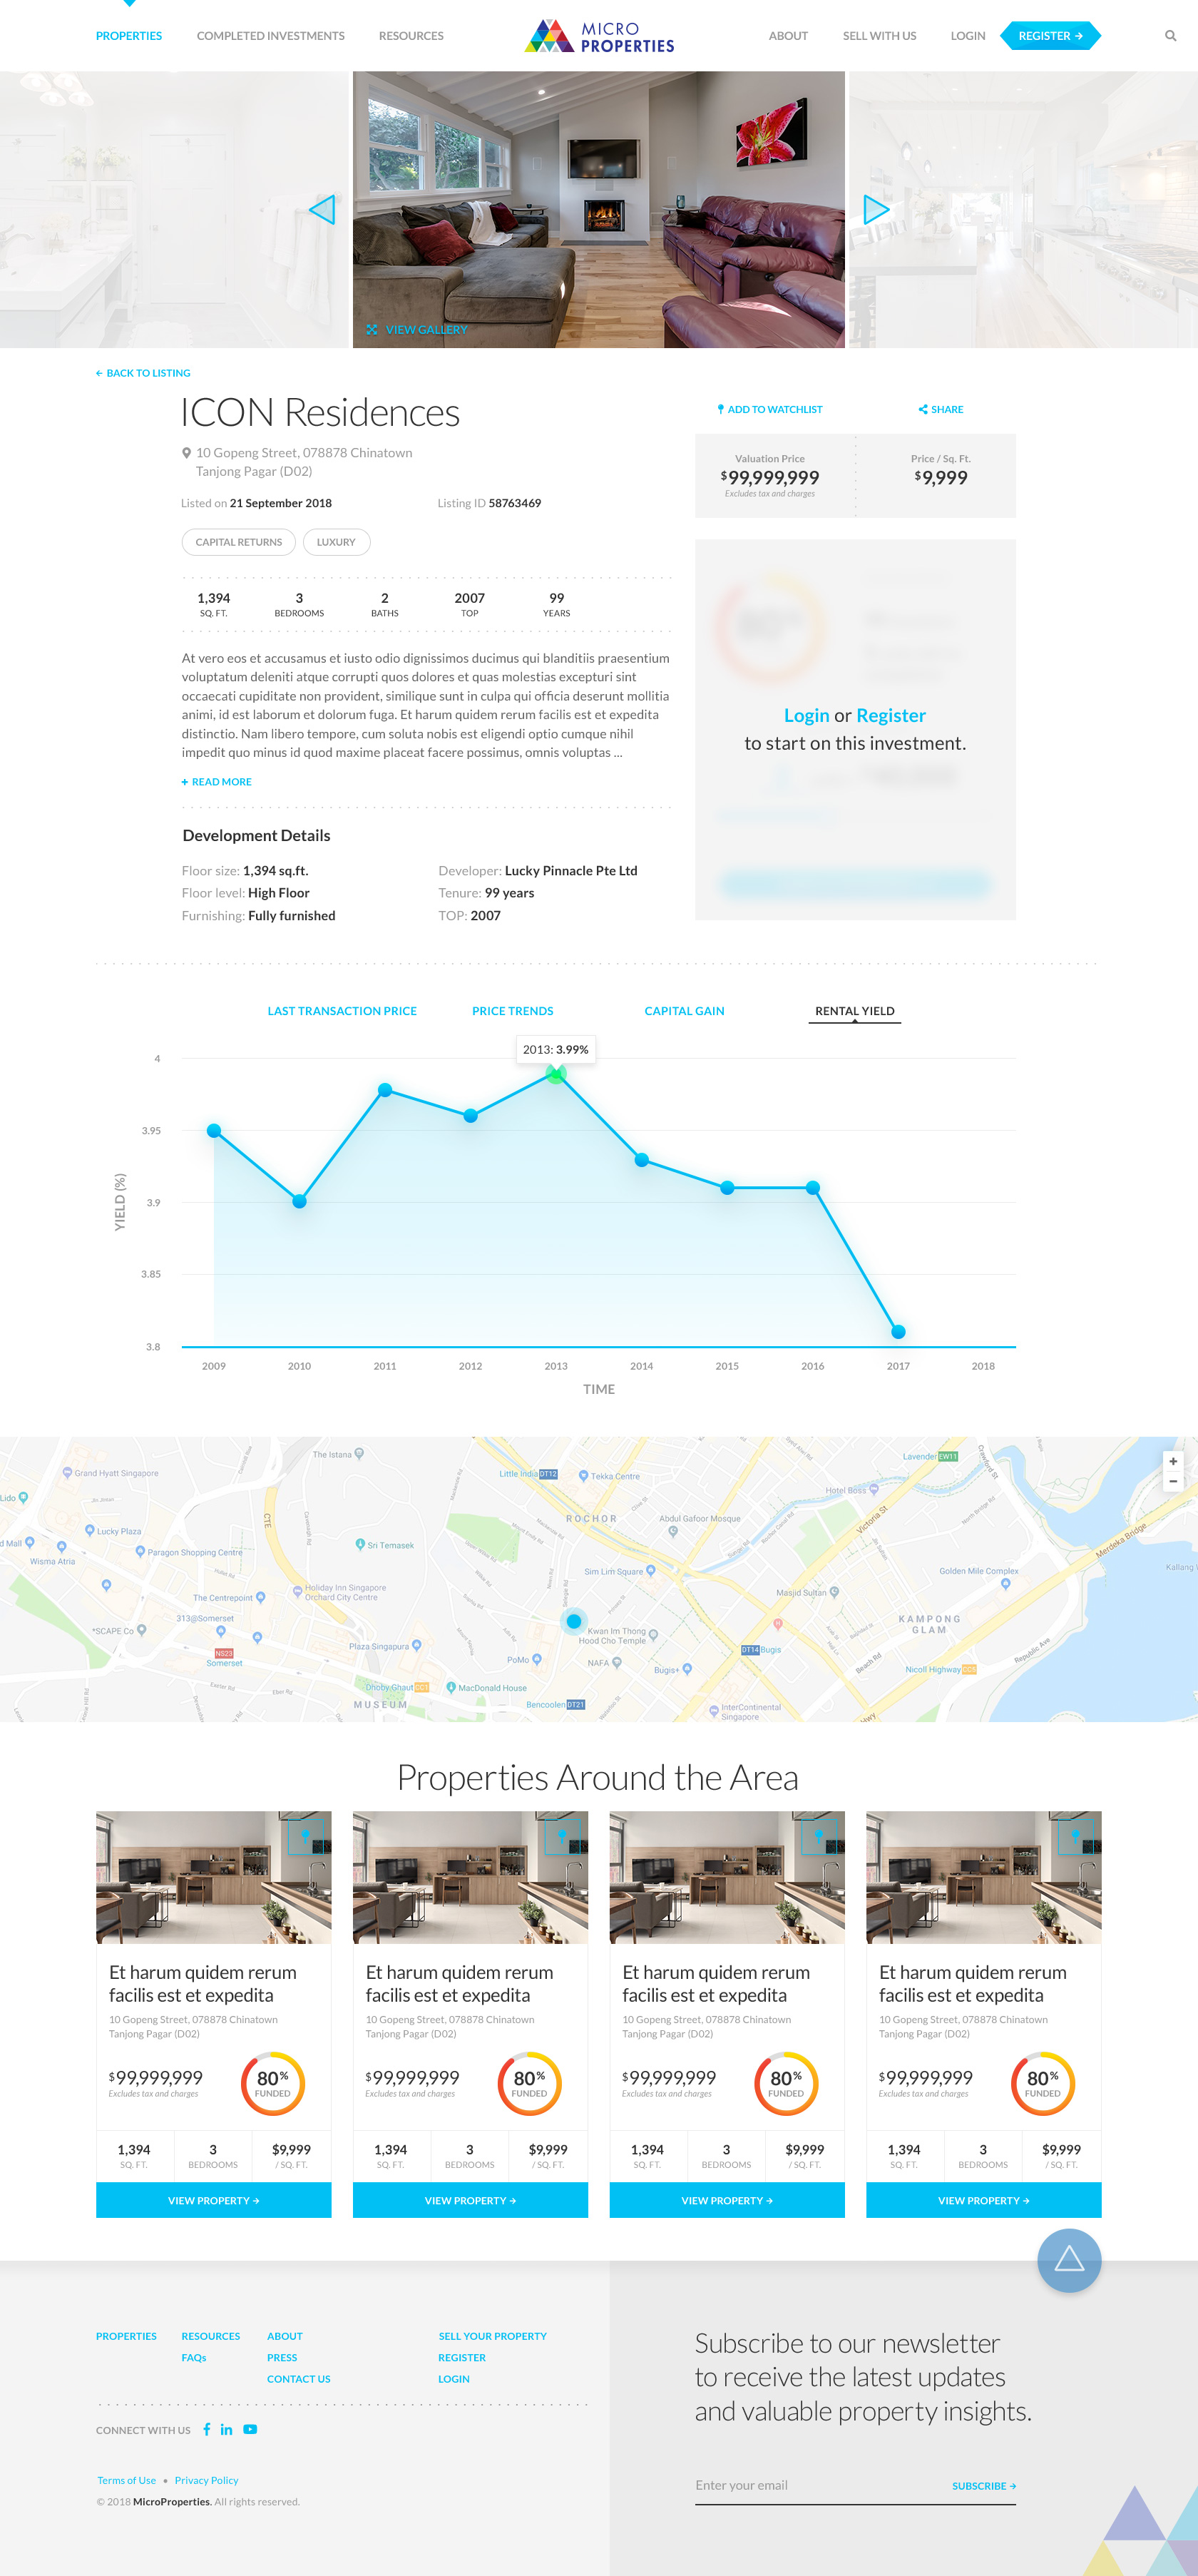 PROPERTIES
COMPLETED INVESTMENTS
RESOURCES
MICRO
PROPERTIES
ABOUT
SELL WITH US
LOGIN
REGISTER →
VIEW GALLERY
← BACK TO LISTING
ICON Residences
10 Gopeng Street, 078878 Chinatown
Tanjong Pagar (D02)
Listed on 21 September 2018
Listing ID 58763469
CAPITAL RETURNS
LUXURY
1,394
SQ. FT.
3
BEDROOMS
2
BATHS
2007
TOP
99
YEARS
At vero eos et accusamus et iusto odio dignissimos ducimus qui blanditiis praesentium
voluptatum deleniti atque corrupti quos dolores et quas molestias excepturi sint
occaecati cupiditate non provident, similique sunt in culpa qui officia deserunt mollitia
animi, id est laborum et dolorum fuga. Et harum quidem rerum facilis est et expedita
distinctio. Nam libero tempore, cum soluta nobis est eligendi optio cumque nihil
impedit quo minus id quod maxime placeat facere possimus, omnis voluptas ...
+ READ MORE
Development Details
Floor size: 1,394 sq.ft.
Floor level: High Floor
Furnishing: Fully furnished
Developer: Lucky Pinnacle Pte Ltd
Tenure: 99 years
TOP: 2007
ADD TO WATCHLIST
SHARE
Valuation Price
$99,999,999
Excludes tax and charges
Price / Sq. Ft.
$9,999
Login or Register
to start on this investment.
LAST TRANSACTION PRICE
PRICE TRENDS
CAPITAL GAIN
RENTAL YIELD
2013: 3.99%
4
3.95
3.9
3.85
3.8
YIELD (%)
2009
2010
2011
2012
2013
2014
2015
2016
2017
2018
TIME
The Istana
Grand Hyatt Singapore
Little India DT12
Tekka Centre
Lavender EW11
Crawford St
Lido
Hotel Boss
ROCHOR
Abdul Gafoor Mosque
Victoria St
North Bridge Rd
CTE
Lucky Plaza
d Mall
Wisma Atria
Paragon Shopping Centre
Sri Temasek
Merdeka Bridge
Kallang
Sim Lim Square
Golden Mile Complex
Holiday Inn Singapore
Orchard City Centre
The Centrepoint
Masjid Sultan
313@Somerset
*SCAPE Co
KAMPONG
GLAM
Kwan Im Thong
Hood Cho Temple
Plaza Singapura
NS23
Somerset
PoMo
NAFA
Bugis+
DT14 Bugis
Beach Rd
Republic Ave
Nicoll Highway CC5
Dhoby Ghaut CC1
MacDonald House
MUSEUM
Bencoolen DT21
InterContinental
Singapore
+
−
Properties Around the Area
Et harum quidem rerum
facilis est et expedita
10 Gopeng Street, 078878 Chinatown
Tanjong Pagar (D02)
$99,999,999
Excludes tax and charges
80%
FUNDED
1,394
SQ. FT.
3
BEDROOMS
$9,999
/ SQ. FT.
VIEW PROPERTY →
Et harum quidem rerum
facilis est et expedita
10 Gopeng Street, 078878 Chinatown
Tanjong Pagar (D02)
$99,999,999
Excludes tax and charges
80%
FUNDED
1,394
SQ. FT.
3
BEDROOMS
$9,999
/ SQ. FT.
VIEW PROPERTY →
Et harum quidem rerum
facilis est et expedita
10 Gopeng Street, 078878 Chinatown
Tanjong Pagar (D02)
$99,999,999
Excludes tax and charges
80%
FUNDED
1,394
SQ. FT.
3
BEDROOMS
$9,999
/ SQ. FT.
VIEW PROPERTY →
Et harum quidem rerum
facilis est et expedita
10 Gopeng Street, 078878 Chinatown
Tanjong Pagar (D02)
$99,999,999
Excludes tax and charges
80%
FUNDED
1,394
SQ. FT.
3
BEDROOMS
$9,999
/ SQ. FT.
VIEW PROPERTY →
PROPERTIES
RESOURCES
FAQs
ABOUT
PRESS
CONTACT US
SELL YOUR PROPERTY
REGISTER
LOGIN
CONNECT WITH US
Terms of Use • Privacy Policy
© 2018 MicroProperties. All rights reserved.
Subscribe to our newsletter
to receive the latest updates
and valuable property insights.
Enter your email
SUBSCRIBE →